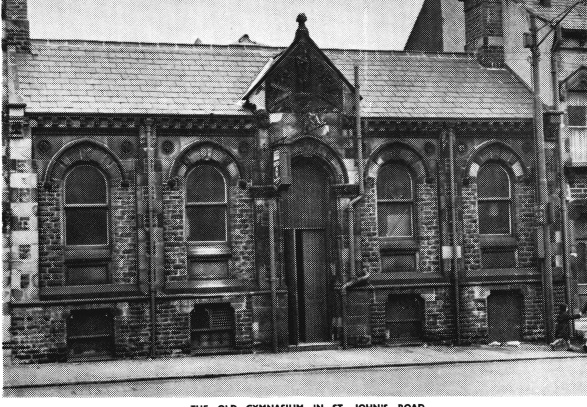 THE OLD GYMNASIUM IN ST. JOHN'S ROAD